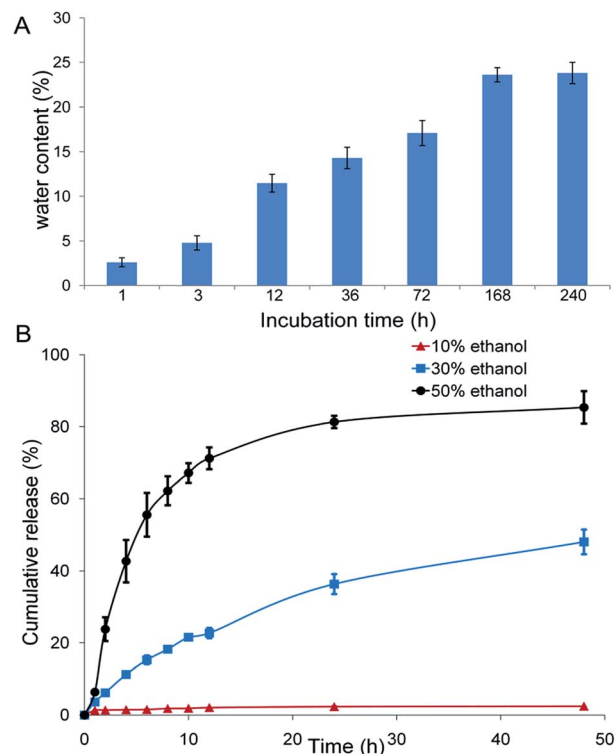 A
30
25
20
15
10
5
0
water content (%)
1 3 12 36 72 168 240
Incubation time (h)
B
10% ethanol
30% ethanol
50% ethanol
100
80
60
40
20
0
Cumulative release (%)
0 10 20 30 40 50
Time (h)